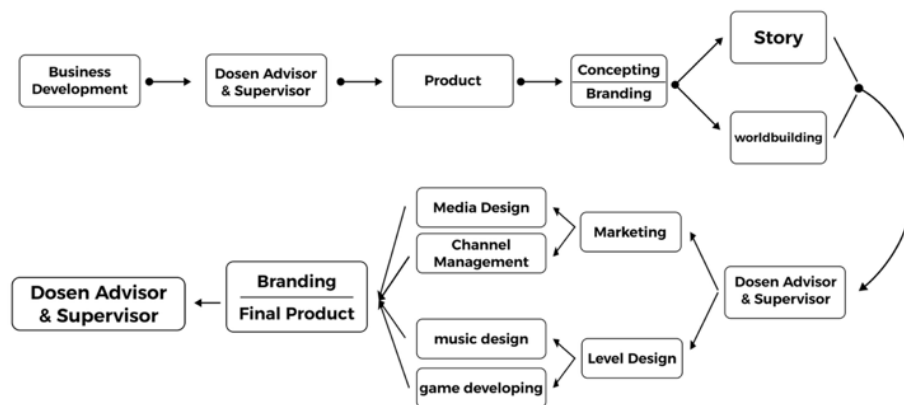 Business
Development
Dosen Advisor
& Supervisor
Product
Concepting
Branding
Story
worldbuilding
Dosen Advisor
& Supervisor
Marketing
Level Design
Media Design
Channel
Management
music design
game developing
Branding
Final Product
Dosen Advisor
& Supervisor